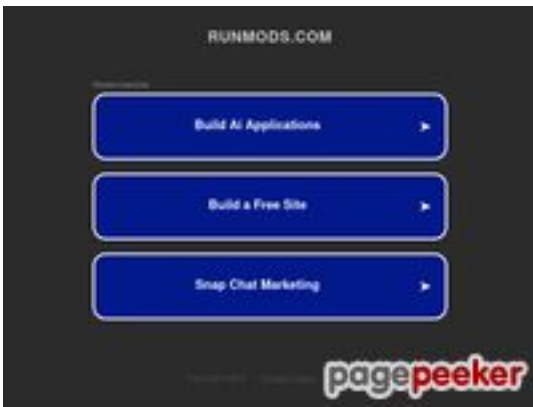 RUNMODS.COM
Build Ai Applications
Build a Free Site
Snap Chat Marketing
pagepeeker